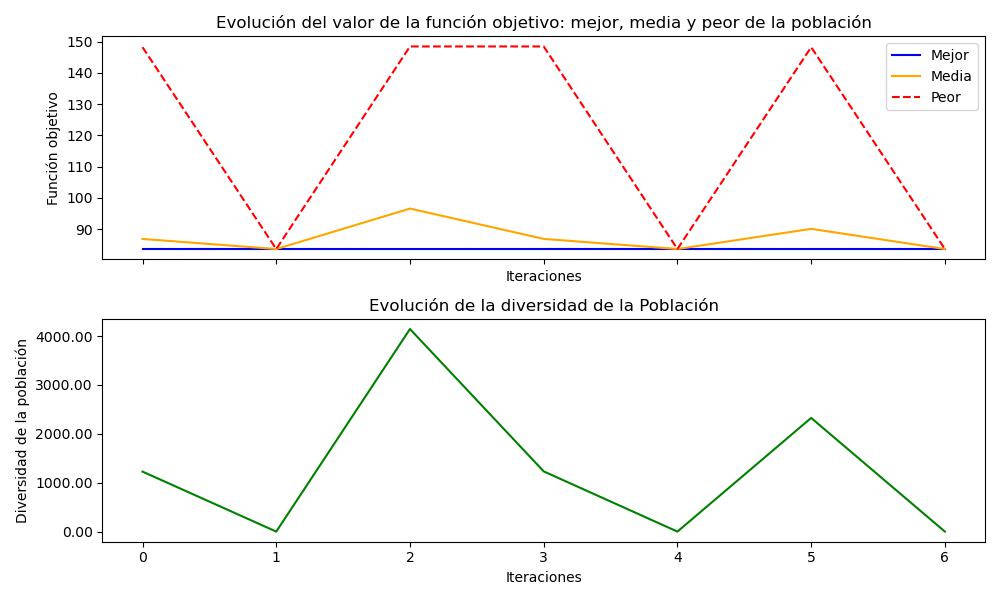 Evolución del valor de la función objetivo: mejor, media y peor de la población
150
140
130
120
110
100
90
Función objetivo
Mejor
Media
Peor
Iteraciones
Evolución de la diversidad de la Población
4000.00
3000.00
2000.00
1000.00
0.00
Diversidad de la población
0 1 2 3 4 5 6
Iteraciones